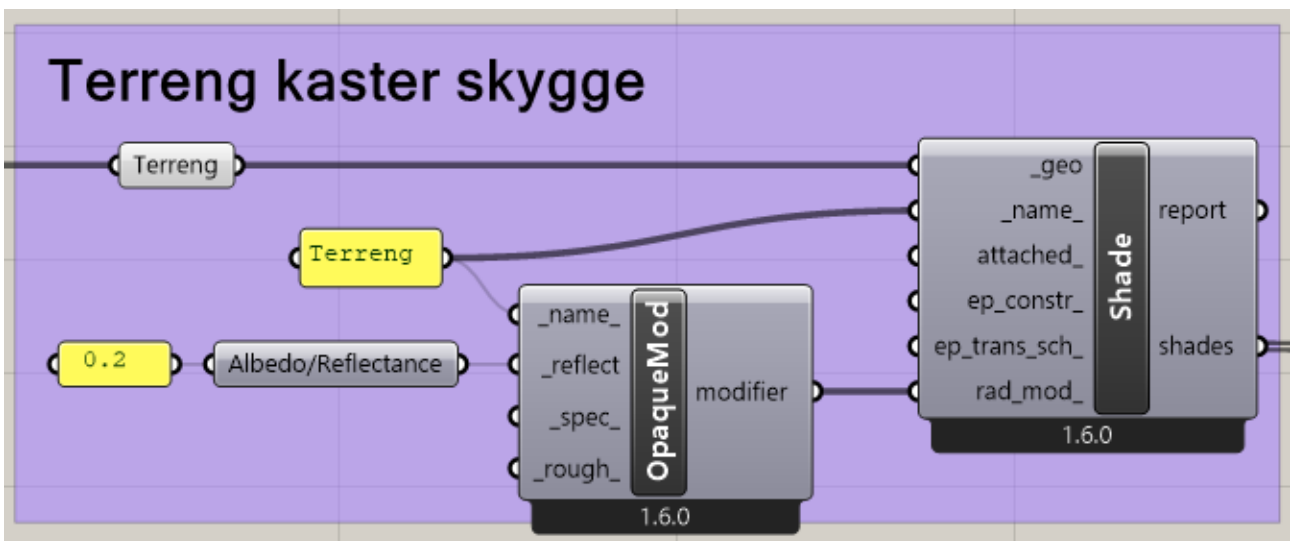 Terreng kaster skygge
Terreng
Terreng
0.2
Albedo/Reflectance
_name_
_reflect
_spec_
_rough_
OpaqueMod
modifier
1.6.0
_geo
_name_
attached_
ep_constr_
ep_trans_sch_
rad_mod_
Shade
report
shades
1.6.0